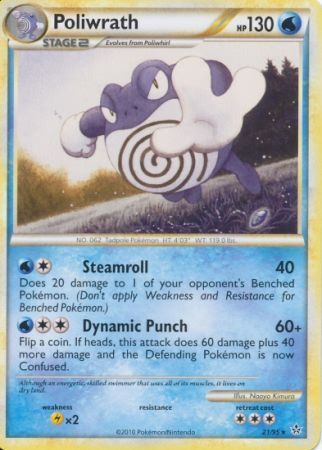 Poliwrath HP 130
STAGE 2 Evolves from Poliwhirl
NO. 062 Tadpole Pokémon HT. 4'03" WT. 119.0 lbs.
Steamroll 40
Does 20 damage to 1 of your opponent's Benched
Pokémon. (Don't apply Weakness and Resistance for
Benched Pokémon.)
Dynamic Punch 60+
Flip a coin. If heads, this attack does 60 damage plus 40
more damage and the Defending Pokémon is now
Confused.
Although an energetic, skilled swimmer that uses all of its muscles, it lives on
dry land.
Illus. Naoyo Kimura
weakness resistance retreat cost
×2
©2010 Pokémon/Nintendo 21/95